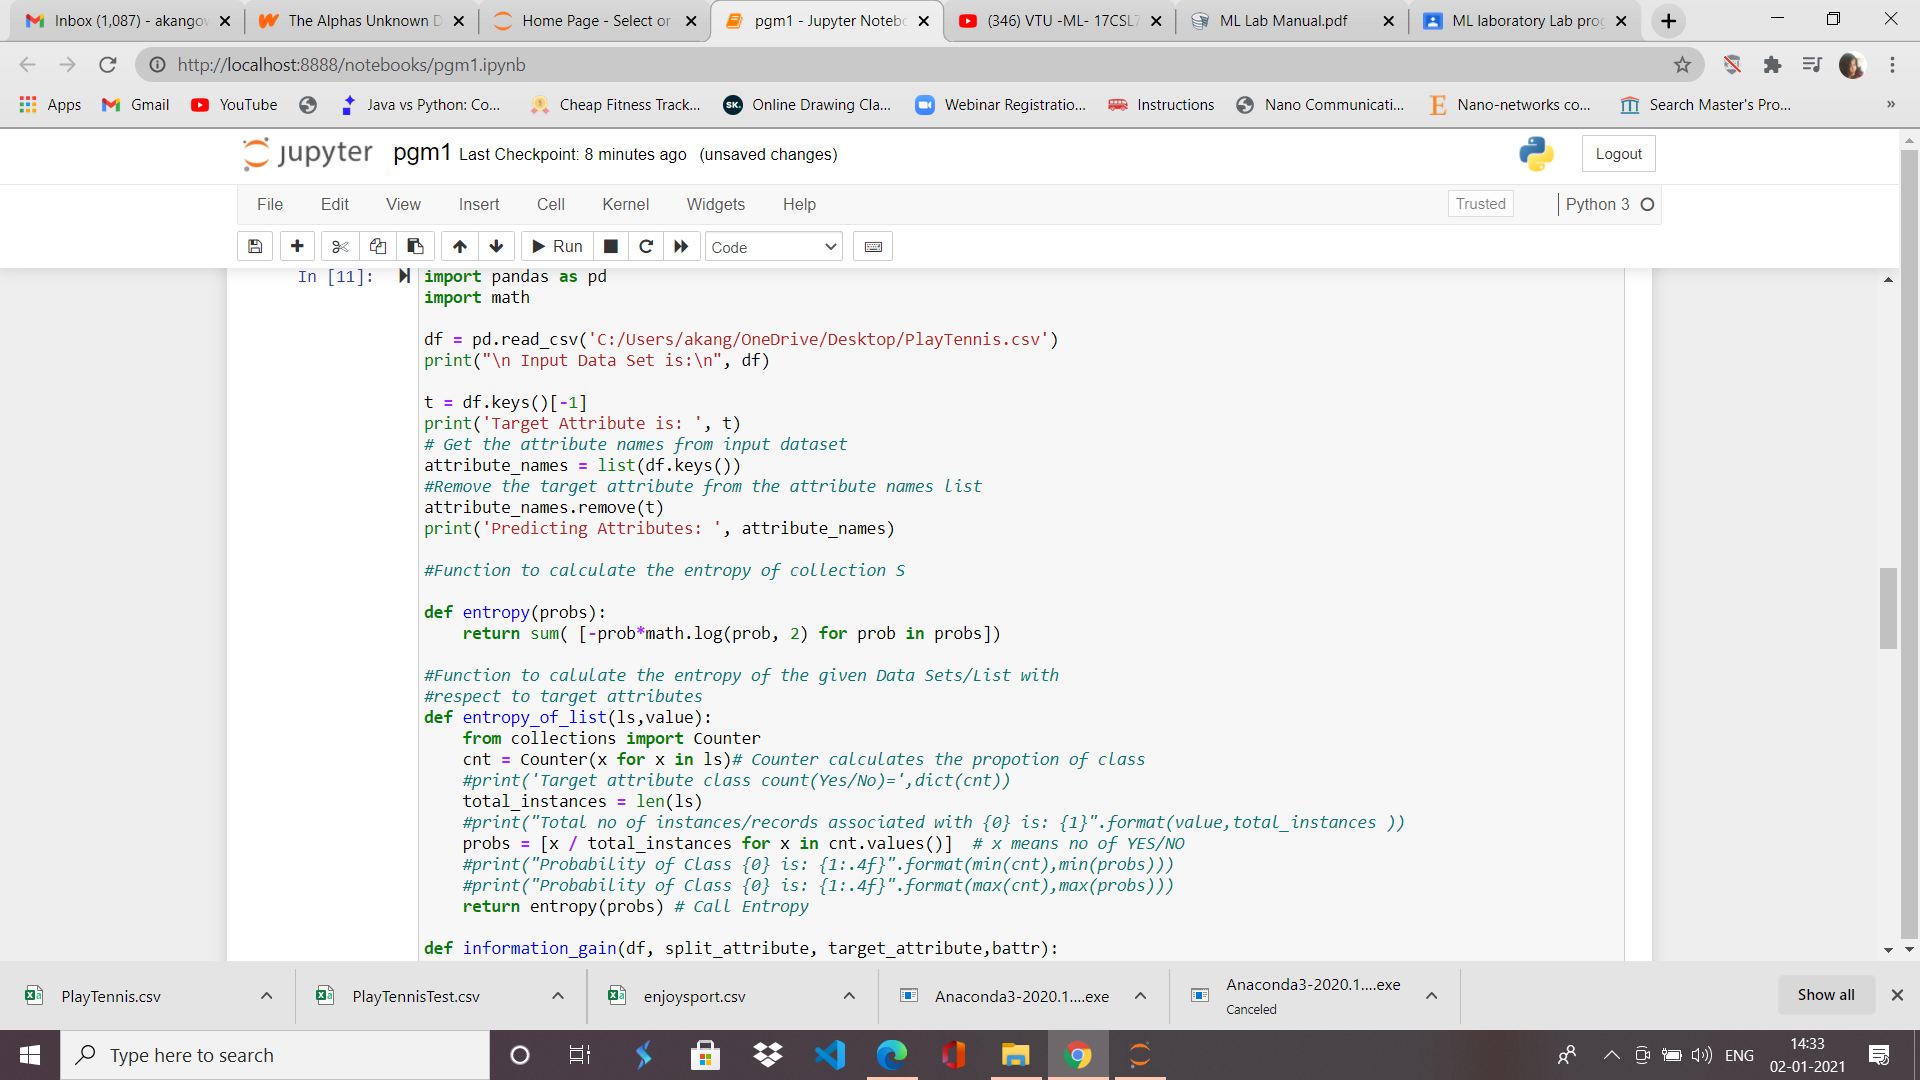 Inbox (1,087) - akangow
The Alphas Unknown D
Home Page - Select or
pgm1 - Jupyter Notebo
(346) VTU -ML- 17CSL7
ML Lab Manual.pdf
ML laboratory Lab prog
http://localhost:8888/notebooks/pgm1.ipynb
Apps
Gmail
YouTube
Java vs Python: Co...
Cheap Fitness Track...
SK.
Online Drawing Cla...
Webinar Registratio...
Instructions
Nano Communicati...
Nano-networks co...
Search Master's Pro...
»
jupyter pgm1 Last Checkpoint: 8 minutes ago (unsaved changes)
Logout
File Edit View Insert Cell Kernel Widgets Help
Trusted
Python 3
Run
Code
In [11]:
import pandas as pd
import math
df = pd.read_csv('C:/Users/akang/OneDrive/Desktop/PlayTennis.csv')
print("\n Input Data Set is:\n", df)
t = df.keys()[-1]
print('Target Attribute is: ', t)
# Get the attribute names from input dataset
attribute_names = list(df.keys())
#Remove the target attribute from the attribute names list
attribute_names.remove(t)
print('Predicting Attributes: ', attribute_names)
#Function to calculate the entropy of collection S
def entropy(probs):
    return sum( [-prob*math.log(prob, 2) for prob in probs])
#Function to calulate the entropy of the given Data Sets/List with
#respect to target attributes
def entropy_of_list(ls,value):
    from collections import Counter
    cnt = Counter(x for x in ls)# Counter calculates the propotion of class
    #print('Target attribute class count(Yes/No)=',dict(cnt))
    total_instances = len(ls)
    #print("Total no of instances/records associated with {0} is: {1}".format(value,total_instances ))
    probs = [x / total_instances for x in cnt.values()]  # x means no of YES/NO
    #print("Probability of Class {0} is: {1:.4f}".format(min(cnt),min(probs)))
    #print("Probability of Class {0} is: {1:.4f}".format(max(cnt),max(probs)))
    return entropy(probs) # Call Entropy
def information_gain(df, split_attribute, target_attribute,battr):
PlayTennis.csv
PlayTennisTest.csv
enjoysport.csv
Anaconda3-2020.1....exe
Anaconda3-2020.1....exe
Canceled
Show all
Type here to search
ENG
14:33
02-01-2021